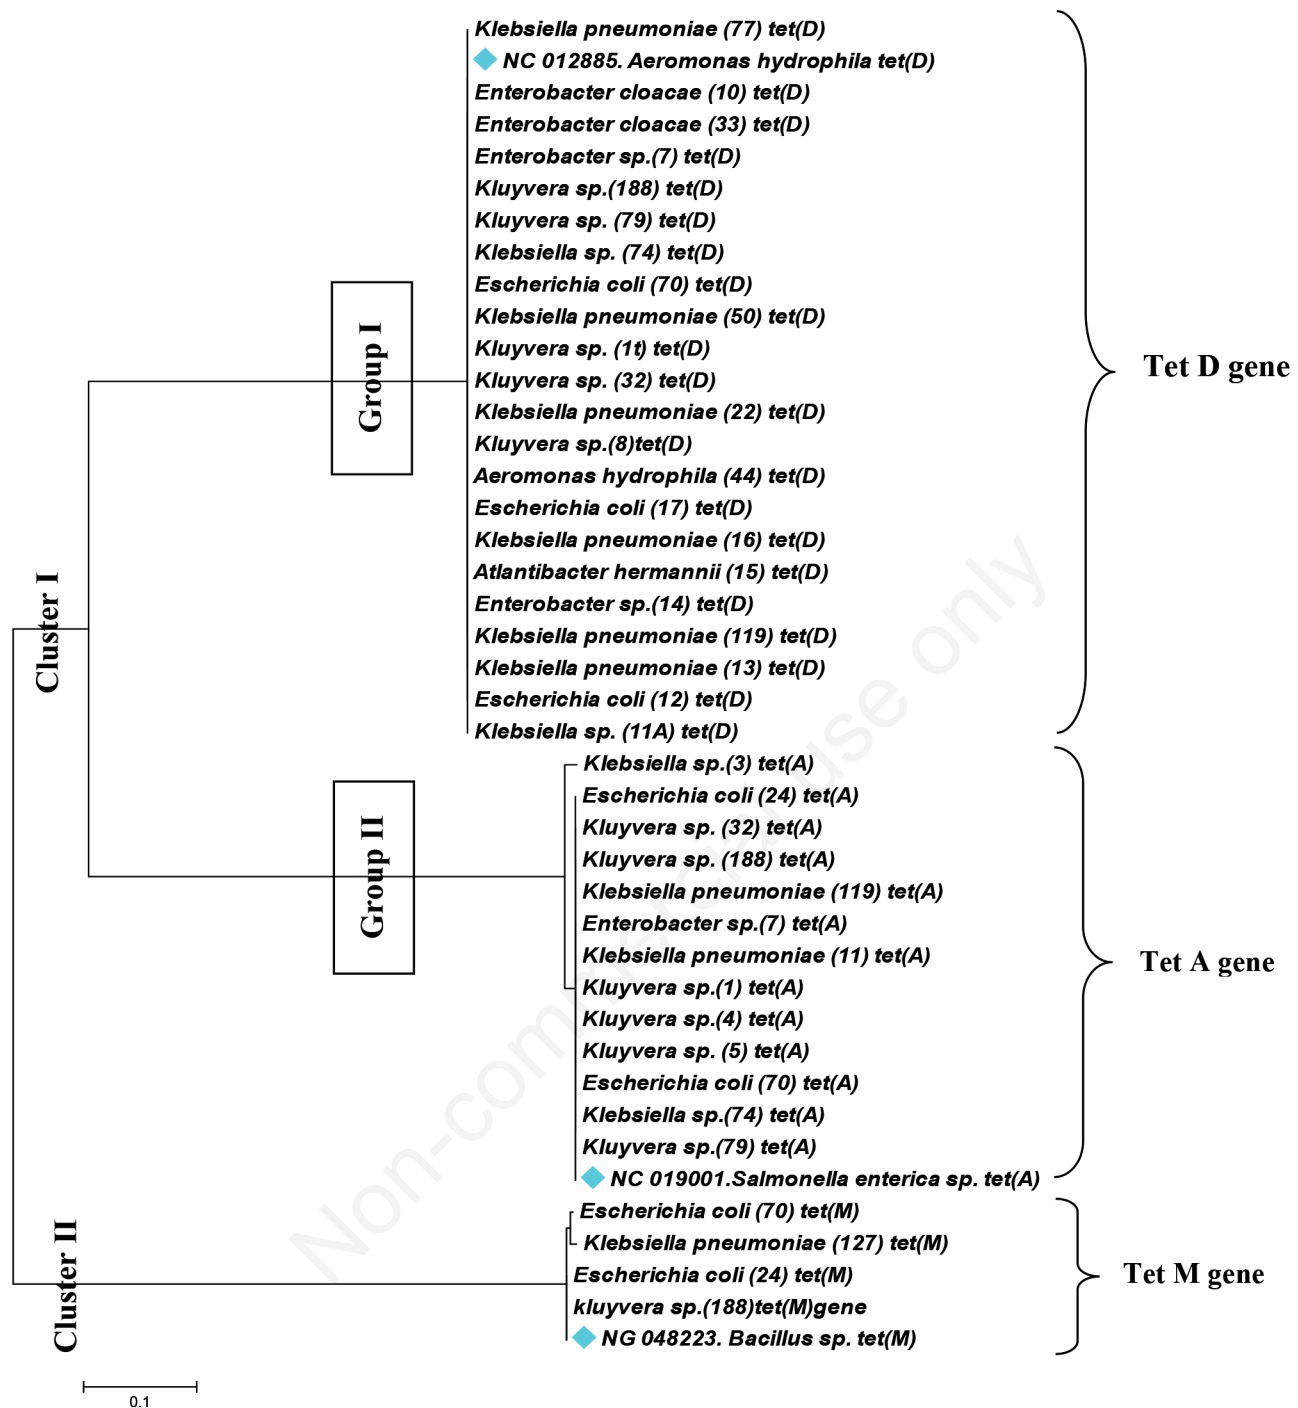 Klebsiella pneumoniae (77) tet(D)
NC 012885. Aeromonas hydrophila tet(D)
Enterobacter cloacae (10) tet(D)
Enterobacter cloacae (33) tet(D)
Enterobacter sp.(7) tet(D)
Kluyvera sp.(188) tet(D)
Kluyvera sp. (79) tet(D)
Klebsiella sp. (74) tet(D)
Escherichia coli (70) tet(D)
Klebsiella pneumoniae (50) tet(D)
Kluyvera sp. (1t) tet(D)
Kluyvera sp. (32) tet(D)
Klebsiella pneumoniae (22) tet(D)
Kluyvera sp.(8)tet(D)
Aeromonas hydrophila (44) tet(D)
Escherichia coli (17) tet(D)
Klebsiella pneumoniae (16) tet(D)
Atlantibacter hermannii (15) tet(D)
Enterobacter sp.(14) tet(D)
Klebsiella pneumoniae (119) tet(D)
Klebsiella pneumoniae (13) tet(D)
Escherichia coli (12) tet(D)
Klebsiella sp. (11A) tet(D)
Tet D gene
Group I
Cluster I
Klebsiella sp.(3) tet(A)
Escherichia coli (24) tet(A)
Kluyvera sp. (32) tet(A)
Kluyvera sp. (188) tet(A)
Klebsiella pneumoniae (119) tet(A)
Enterobacter sp.(7) tet(A)
Klebsiella pneumoniae (11) tet(A)
Kluyvera sp.(1) tet(A)
Kluyvera sp.(4) tet(A)
Kluyvera sp. (5) tet(A)
Escherichia coli (70) tet(A)
Klebsiella sp.(74) tet(A)
Kluyvera sp.(79) tet(A)
NC 019001.Salmonella enterica sp. tet(A)
Tet A gene
Group II
Escherichia coli (70) tet(M)
Klebsiella pneumoniae (127) tet(M)
Escherichia coli (24) tet(M)
kluyvera sp.(188)tet(M)gene
NG 048223. Bacillus sp. tet(M)
Tet M gene
Cluster II
0.1
Non-commercial use only